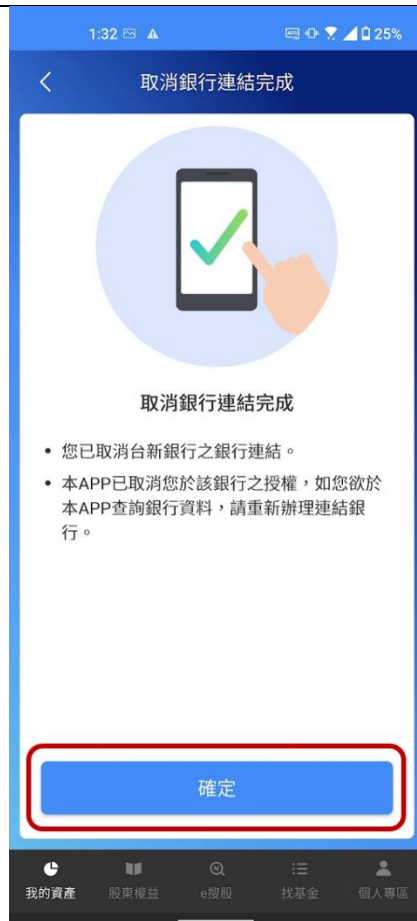 1:32 25%
取消銀行連結完成
取消銀行連結完成
• 您已取消台新銀行之銀行連結。
• 本APP已取消您於該銀行之授權,如您欲於
本APP查詢銀行資料,請重新辦理連結銀
行。
確定
我的資產 股東權益 e搜股 找基金 個人專區